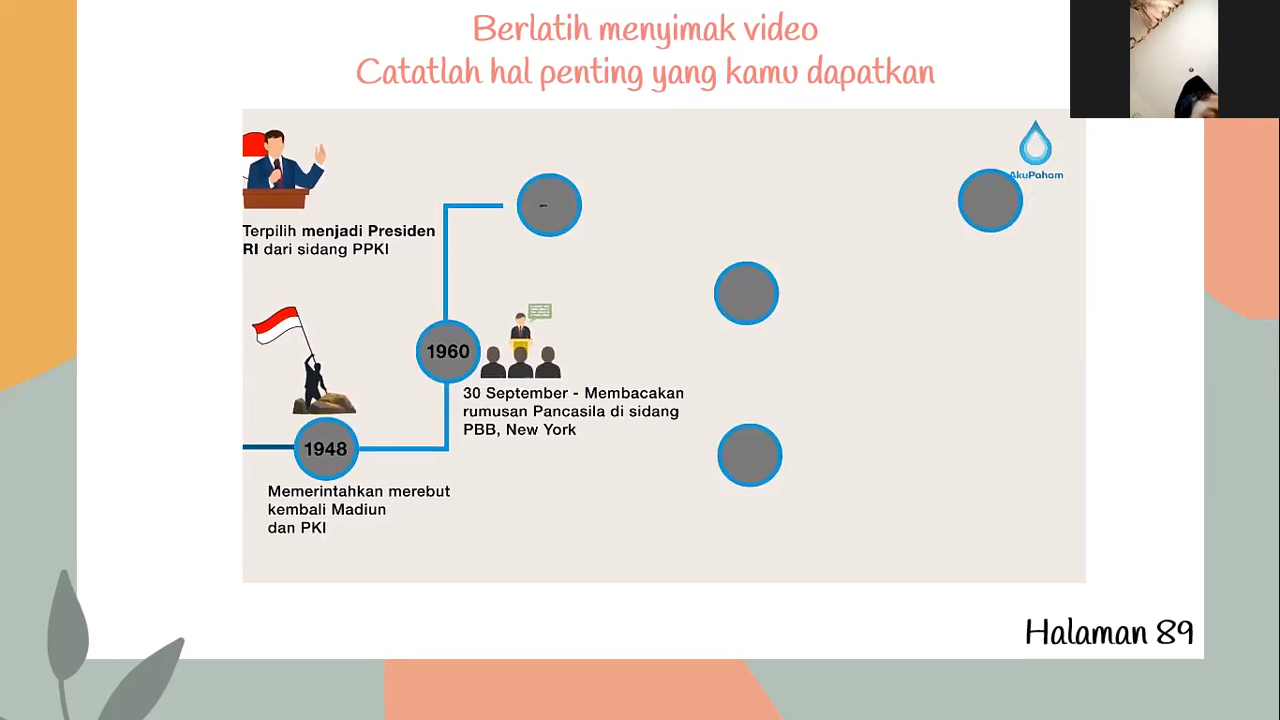 Berlatih menyimak video
Catatlah hal penting yang kamu dapatkan
AkuPaham
Terpilih menjadi Presiden
RI dari sidang PPKI
1960
30 September - Membacakan
rumusan Pancasila di sidang
PBB, New York
1948
Memerintahkan merebut
kembali Madiun
dan PKI
Halaman 89